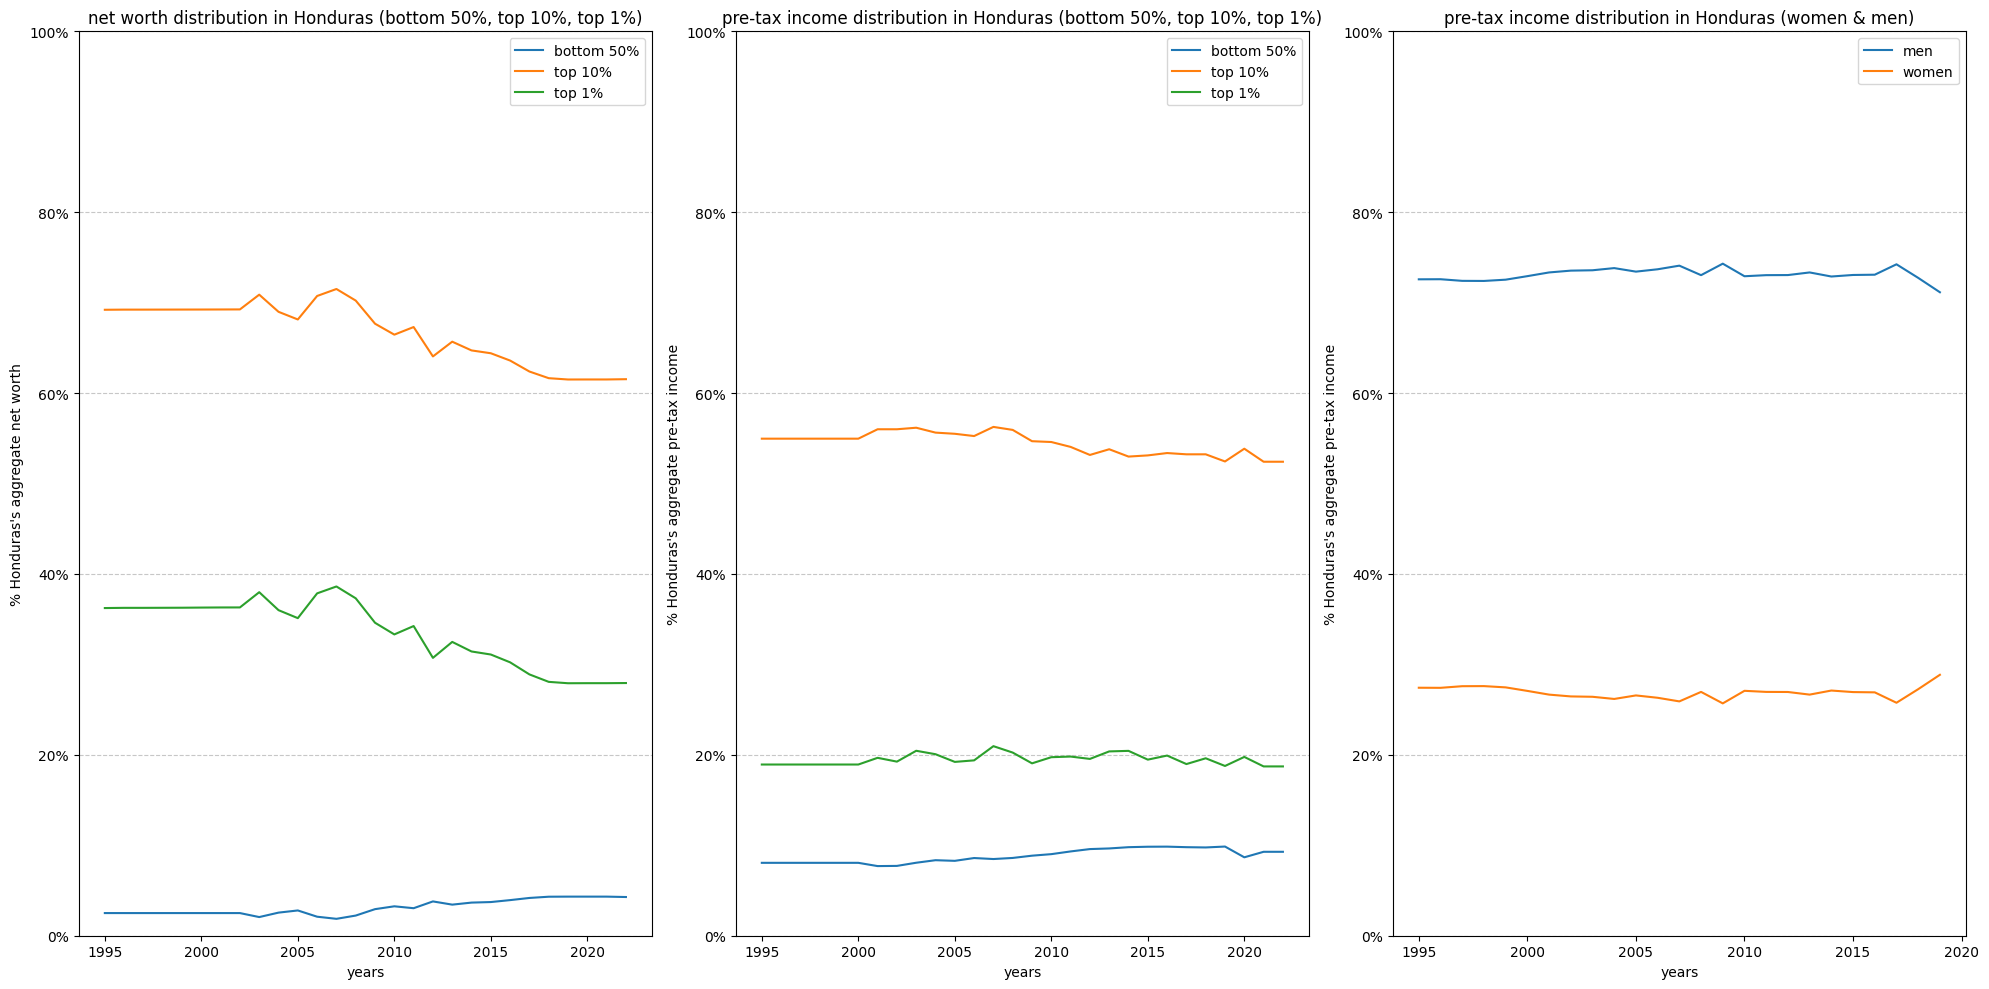 net worth distribution in Honduras (bottom 50%, top 10%, top 1%)
100%
80%
60%
40%
20%
0%
% Honduras's aggregate net worth
1995
2000
2005
2010
2015
2020
years
bottom 50%
top 10%
top 1%
pre-tax income distribution in Honduras (bottom 50%, top 10%, top 1%)
100%
80%
60%
40%
20%
0%
% Honduras's aggregate pre-tax income
1995
2000
2005
2010
2015
2020
years
bottom 50%
top 10%
top 1%
pre-tax income distribution in Honduras (women & men)
100%
80%
60%
40%
20%
0%
% Honduras's aggregate pre-tax income
1995
2000
2005
2010
2015
2020
years
men
women